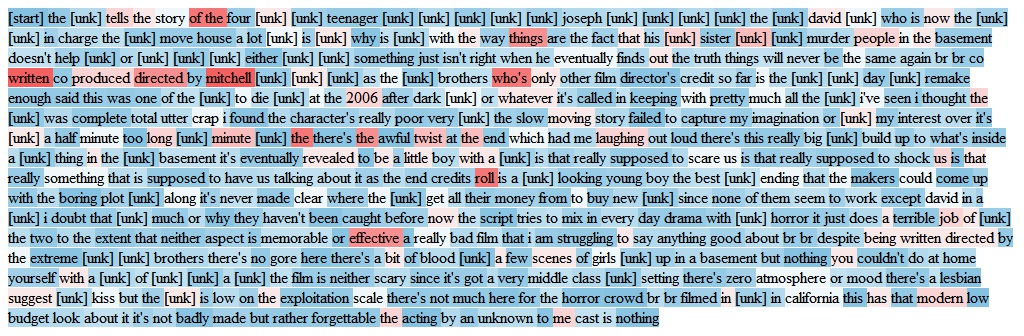 [start] [unk] tells the story of the four [unk] [unk] teenager [unk] [unk] [unk] [unk] [unk] joseph [unk] [unk] [unk] [unk] the [unk] david [unk] who is now the [unk]
[unk] in charge the [unk] move house a lot [unk] is [unk] why is [unk] with the way things are the fact that his [unk] sister [unk] [unk] murder people in the basement
doesn't help [unk] or [unk] [unk] [unk] either [unk] [unk] something just isn't right when he eventually finds out the truth things will never be the same again br br co
written co produced directed by mitchell [unk] [unk] [unk] as the [unk] brothers who's only other film director's credit so far is the [unk] [unk] day [unk] remake
enough said this was one of the [unk] to die [unk] at the 2006 after dark [unk] or whatever it's called in keeping with pretty much all the [unk] i've seen i thought the
[unk] was complete total utter crap i found the character's really poor very [unk] the slow moving story failed to capture my imagination or [unk] my interest over it's
[unk] a half minute too long [unk] minute [unk] the there's the awful twist at the end which had me laughing out loud there's this really big [unk] build up to what's inside
a [unk] thing in the [unk] basement it's eventually revealed to be a little boy with a [unk] is that really supposed to scare us is that really supposed to shock us is that
really something that is supposed to have us talking about it as the end credits roll is a [unk] looking young boy the best [unk] ending that the makers could come up
with the boring plot [unk] along it's never made clear where the [unk] get all their money from to buy new [unk] since none of them seem to work except david in a
[unk] i doubt that [unk] much or why they haven't been caught before now the script tries to mix in every day drama with [unk] horror it just does a terrible job of [unk]
the two to the extent that neither aspect is memorable or effective a really bad film that i am struggling to say anything good about br br despite being written directed by
the extreme [unk] [unk] brothers there's no gore here there's a bit of blood [unk] a few scenes of girls [unk] up in a basement but nothing you couldn't do at home
yourself with a [unk] of [unk] [unk] a [unk] the film is neither scary since it's got a very middle class [unk] setting there's zero atmosphere or mood there's a lesbian
suggest [unk] kiss but the [unk] is low on the exploitation scale there's not much here for the horror crowd br br filmed in [unk] in california this has that modern low
budget look about it it's not badly made but rather forgettable the acting by an unknown to me cast is nothing